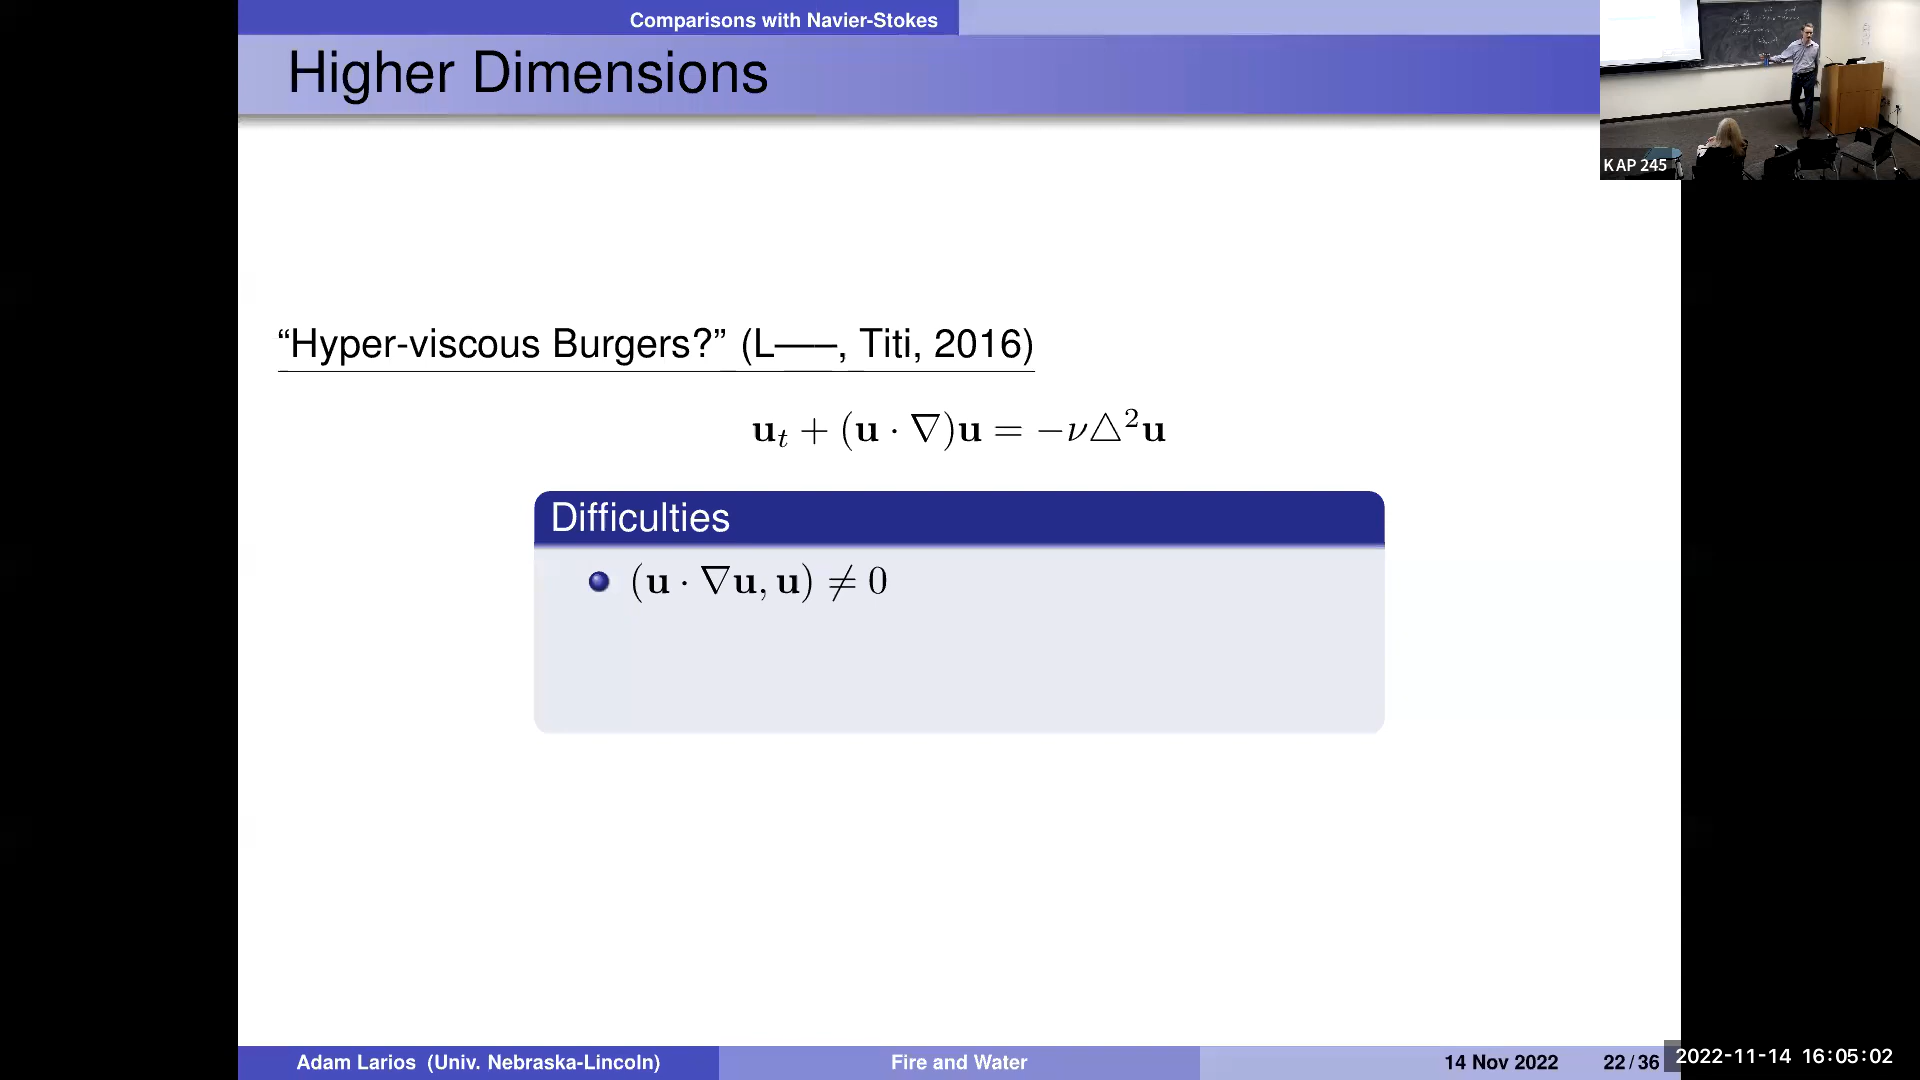 Comparisons with Navier-Stokes
Higher Dimensions
KAP 245
“Hyper-viscous Burgers?” (L——, Titi, 2016)
𝐮ₜ + (𝐮 · ∇)𝐮 = −ν△²𝐮
Difficulties
(𝐮 · ∇𝐮, 𝐮) ≠ 0
Adam Larios (Univ. Nebraska-Lincoln) Fire and Water 14 Nov 2022 22 / 36
2022-11-14 16:05:02